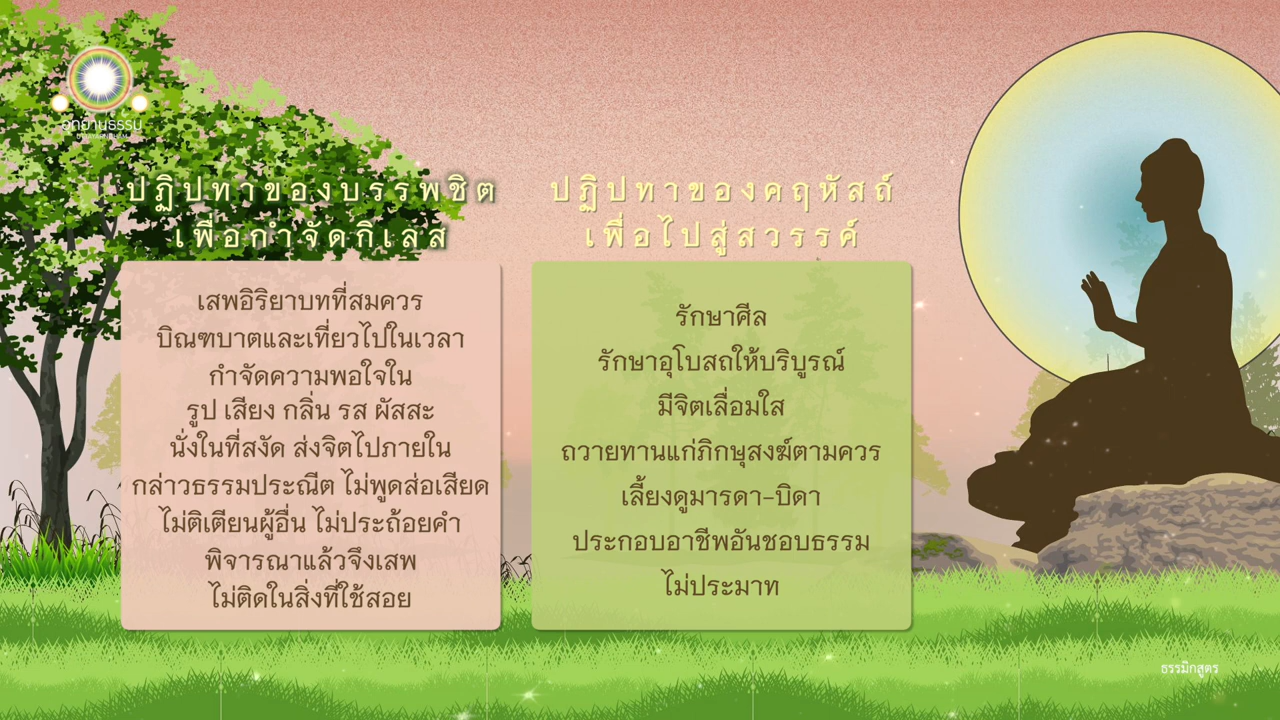 อุทยานธรรม
ปฏิปทาของบรรพชิต
เพื่อกำจัดกิเลส
เสพอิริยาบทที่สมควร
บิณฑบาตและเที่ยวไปในเวลา
กำจัดความพอใจใน
รูป เสียง กลิ่น รส ผัสสะ
นั่งในที่สงัด ส่งจิตไปภายใน
กล่าวธรรมประณีต ไม่พูดส่อเสียด
ไม่ติเตียนผู้อื่น ไม่ประถ้อยคำ
พิจารณาแล้วจึงเสพ
ไม่ติดในสิ่งที่ใช้สอย
ปฏิปทาของคฤหัสถ์
เพื่อไปสู่สวรรค์
รักษาศีล
รักษาอุโบสถให้บริบูรณ์
มีจิตเลื่อมใส
ถวายทานแก่ภิกษุสงฆ์ตามควร
เลี้ยงดูมารดา-บิดา
ประกอบอาชีพอันชอบธรรม
ไม่ประมาท
ธรรมิกสูตร